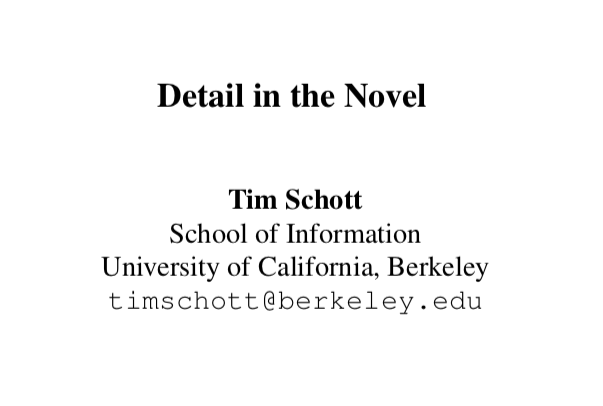 Detail in the Novel
Tim Schott
School of Information
University of California, Berkeley
timschott@berkeley.edu